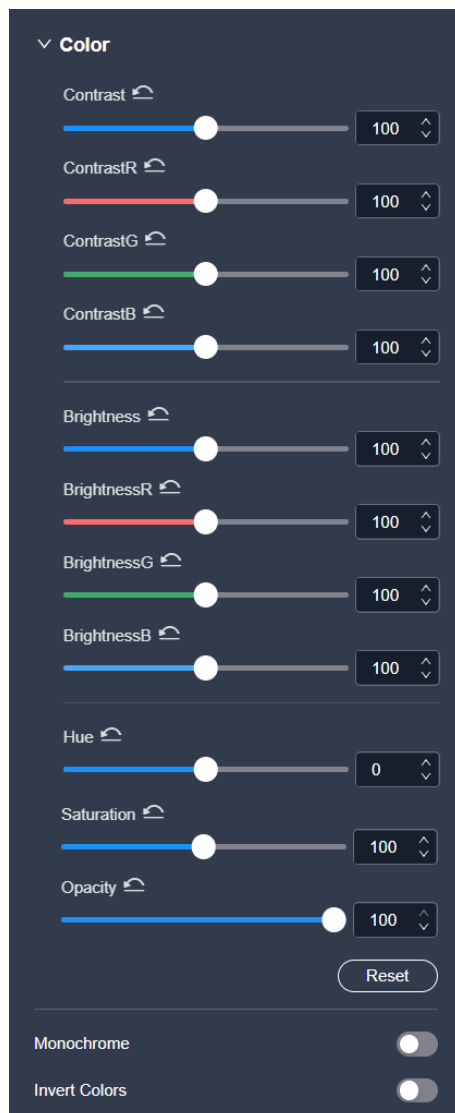 Color
Contrast
100
ContrastR
100
ContrastG
100
ContrastB
100
Brightness
100
BrightnessR
100
BrightnessG
100
BrightnessB
100
Hue
0
Saturation
100
Opacity
100
Reset
Monochrome
Invert Colors